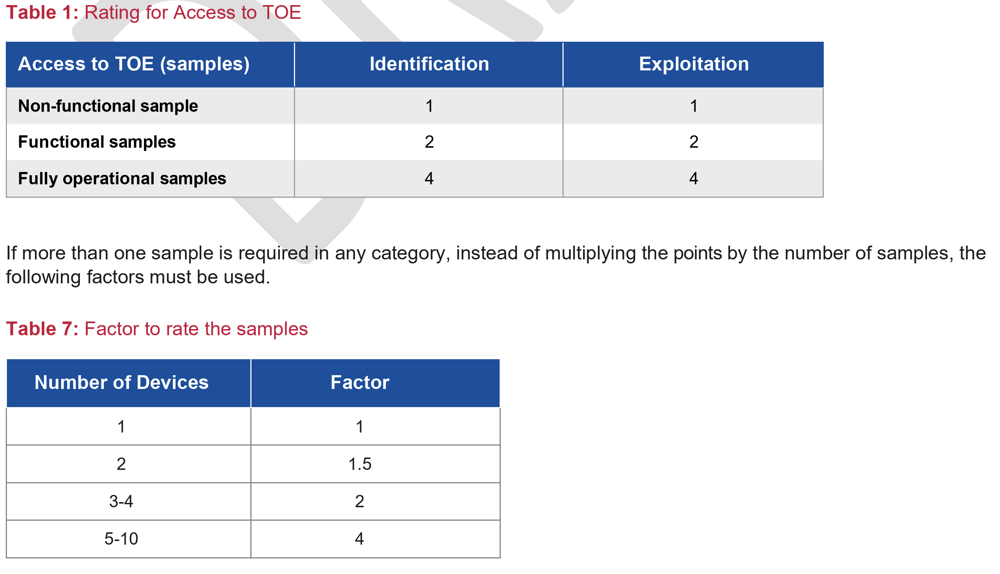 Table 1: Rating for Access to TOE
Access to TOE (samples) Identification Exploitation
Non-functional sample 1 1
Functional samples 2 2
Fully operational samples 4 4
If more than one sample is required in any category, instead of multiplying the points by the number of samples, the
following factors must be used.
Table 7: Factor to rate the samples
Number of Devices Factor
1 1
2 1.5
3-4 2
5-10 4